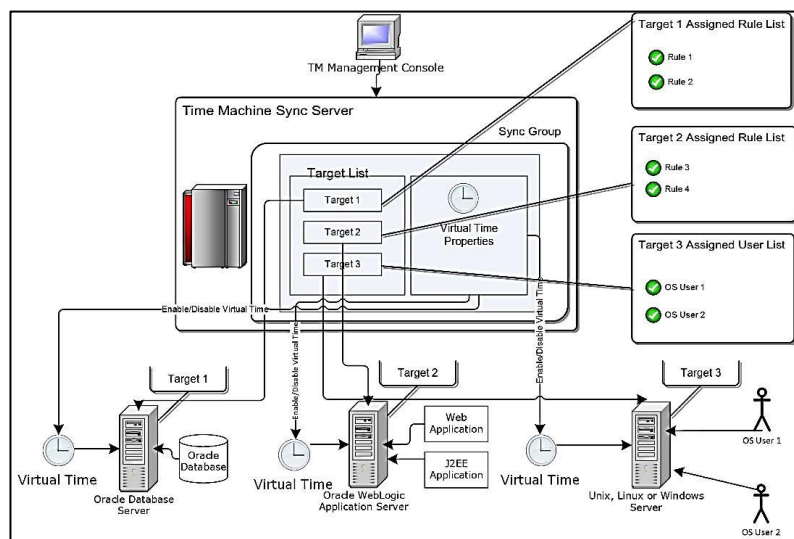 TM Management Console
Time Machine Sync Server
Sync Group
Target List
Target 1
Target 2
Target 3
Virtual Time
Properties
Target 1 Assigned Rule List
Rule 1
Rule 2
Target 2 Assigned Rule List
Rule 3
Rule 4
Target 3 Assigned User List
OS User 1
OS User 2
Enable/Disable Virtual Time
Enable/Disable Virtual Time
Enable/Disable Virtual Time
Target 1
Virtual Time
Oracle Database
Server
Oracle
Database
Target 2
Virtual Time
Oracle WebLogic
Application Server
Web
Application
J2EE
Application
Target 3
Virtual Time
Unix, Linux or Windows
Server
OS User 1
OS User 2